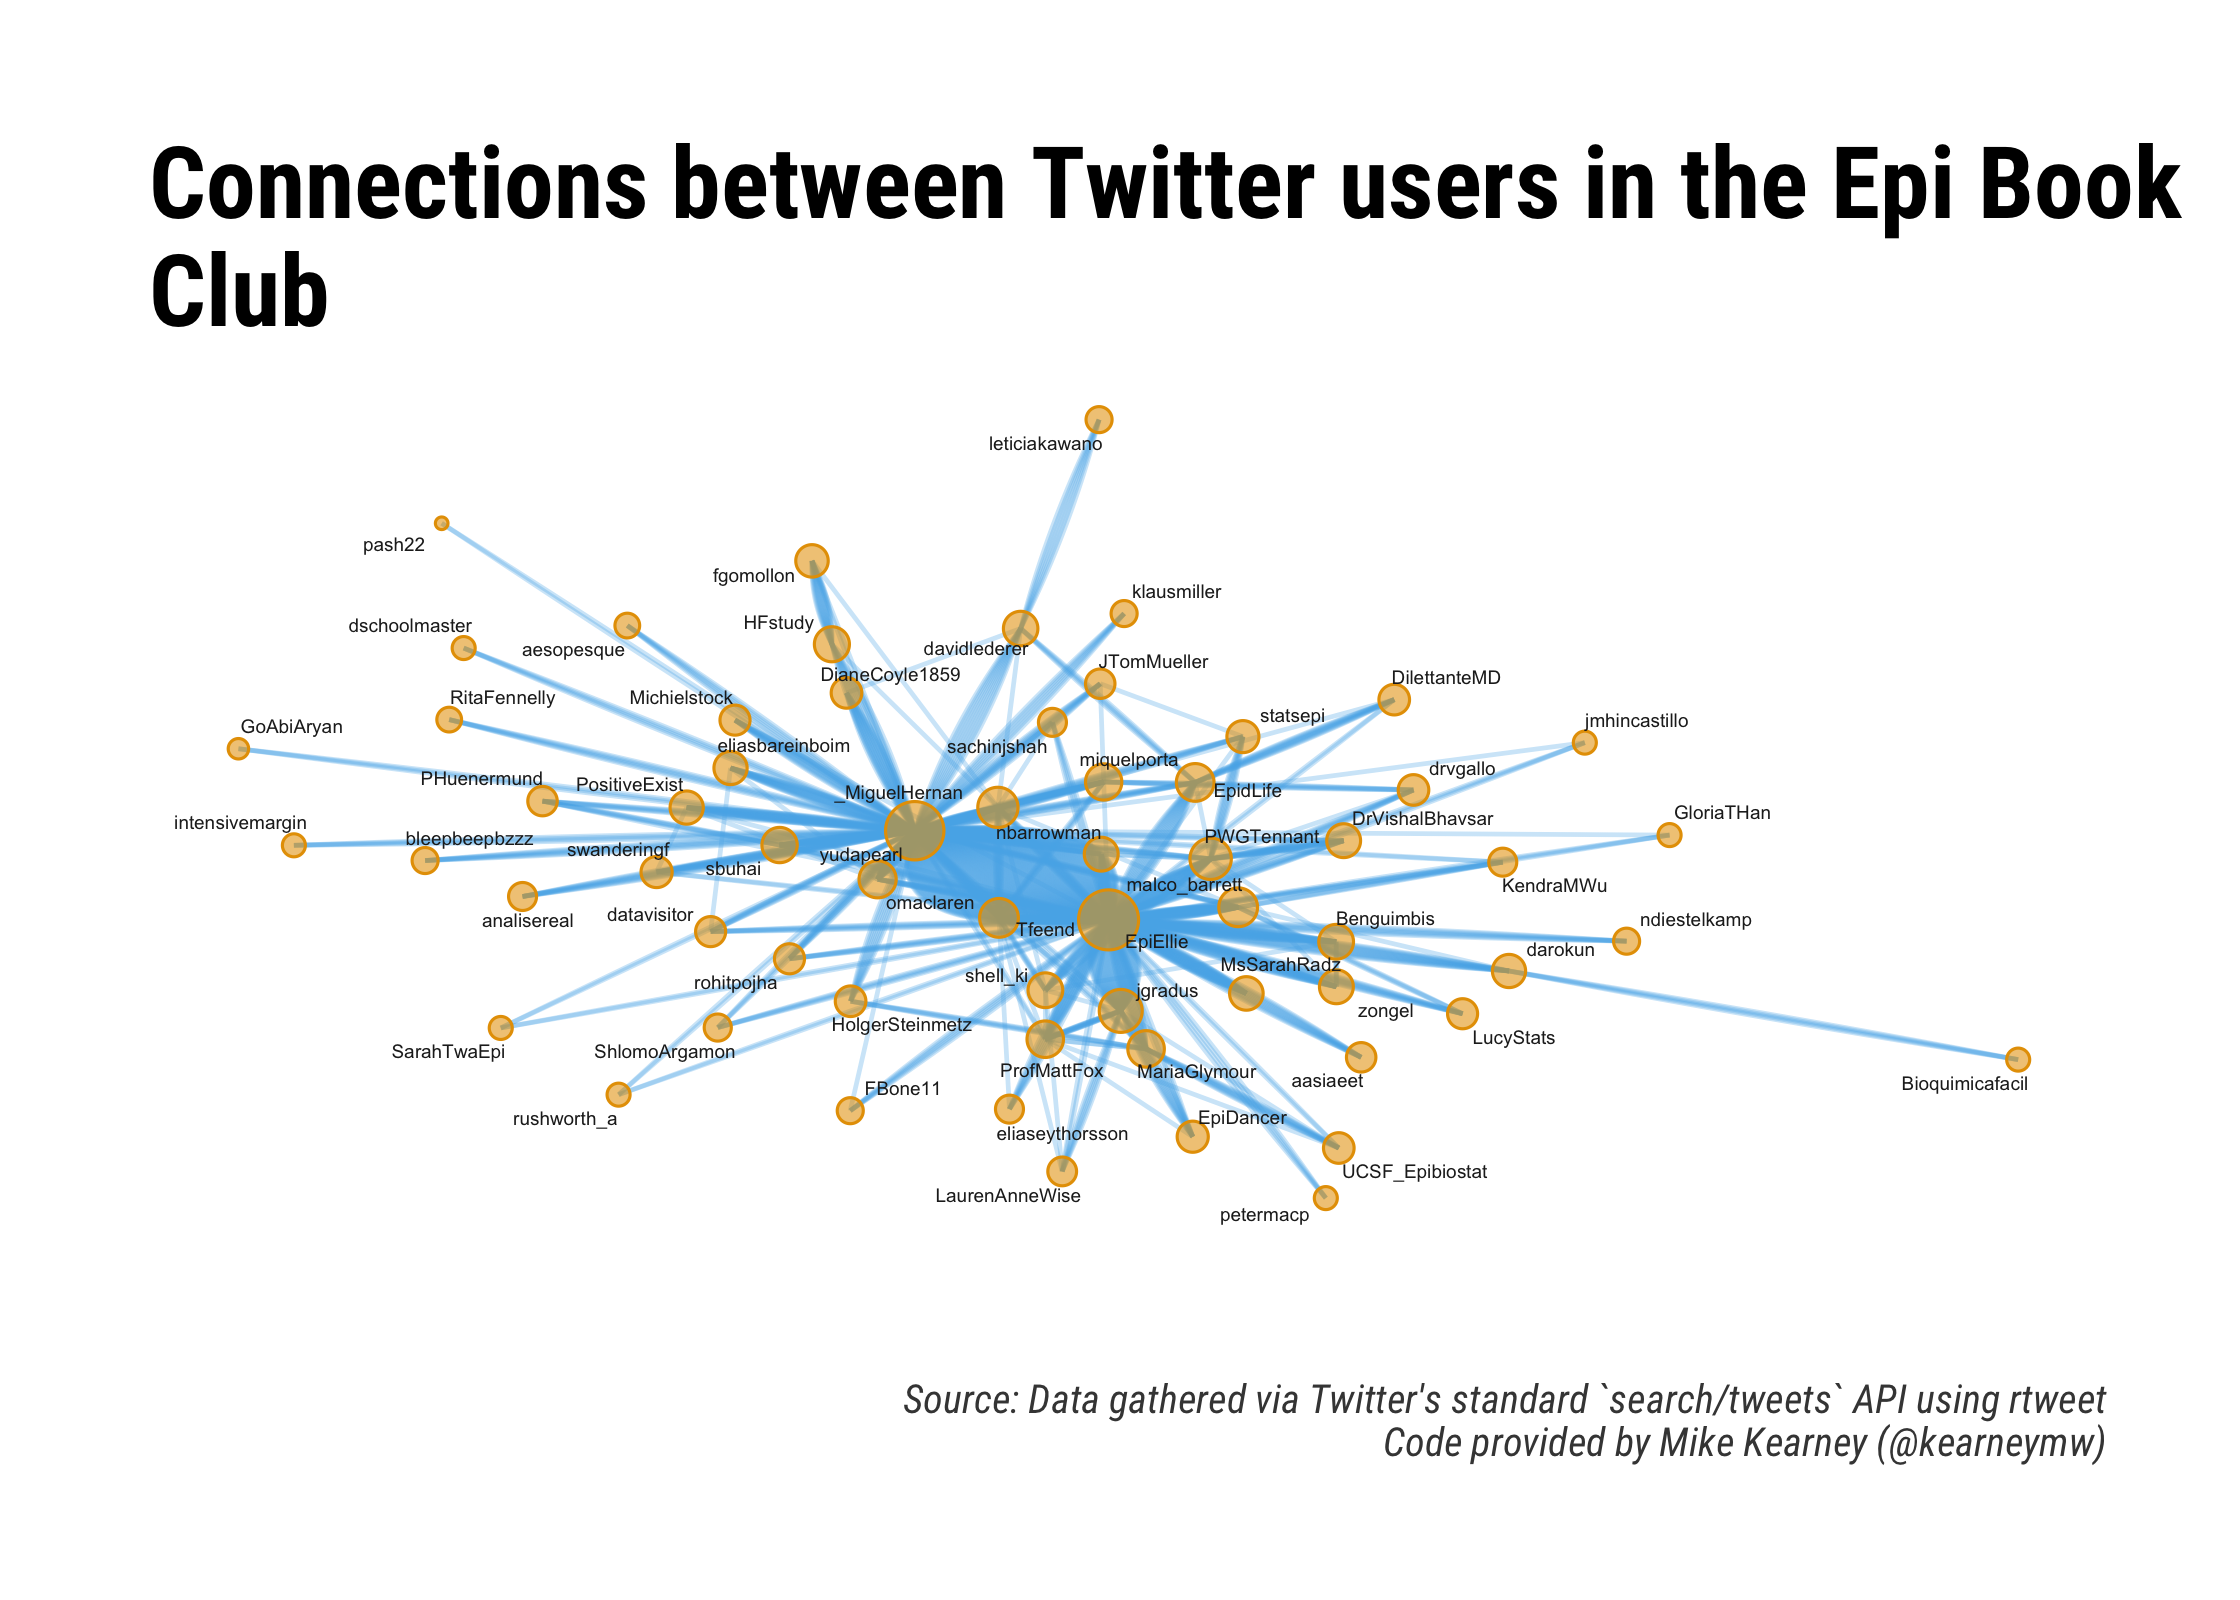 Connections between Twitter users in the Epi Book
Club
leticiakawano
pash22
fgomollon
klausmiller
HFstudy
dschoolmaster
aesopesque
davidlederer
JTomMueller
DianeCoyle1859
DilettanteMD
RitaFennelly
Michielstock
statsepi
jmhincastillo
GoAbiAryan
eliasbareinboim
sachinjshah
miquelporta
drvgallo
PHuenermund
PositiveExist
_MiguelHernan
EpidLife
GloriaTHan
intensivemargin
DrVishalBhavsar
nbarrowman
PWGTennant
bleepbeepbzzz
swanderingf
yudapearl
sbuhai
malco_barrett
KendraMWu
omaclaren
datavisitor
analisereal
Benguimbis
ndiestelkamp
Tfeend
EpiEllie
darokun
MsSarahRadz
shell_ki
rohitpojha
jgradus
zongel
HolgerSteinmetz
LucyStats
SarahTwaEpi
ShlomoArgamon
ProfMattFox
MariaGlymour
aasiaeet
Bioquimicafacil
FBone11
rushworth_a
EpiDancer
eliaseythorsson
UCSF_Epibiostat
LaurenAnneWise
petermacp
Source: Data gathered via Twitter's standard `search/tweets` API using rtweet
Code provided by Mike Kearney (@kearneymw)